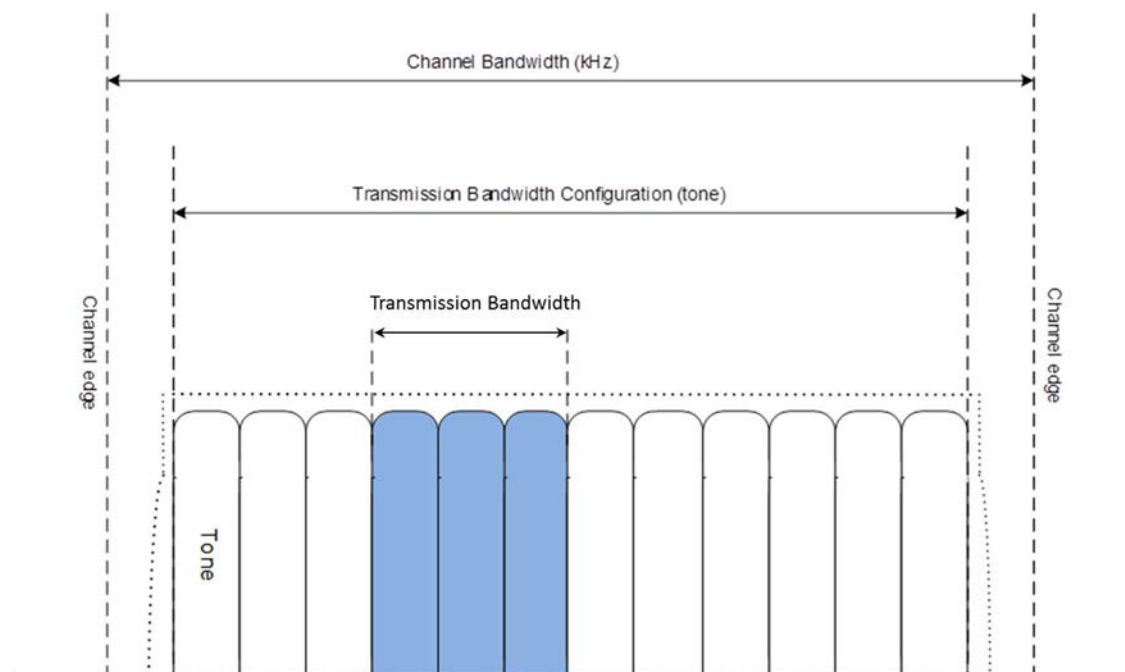 Channel Bandwidth (kHz)
Transmission Bandwidth Configuration (tone)
Transmission Bandwidth
Channel edge
Channel edge
Tone